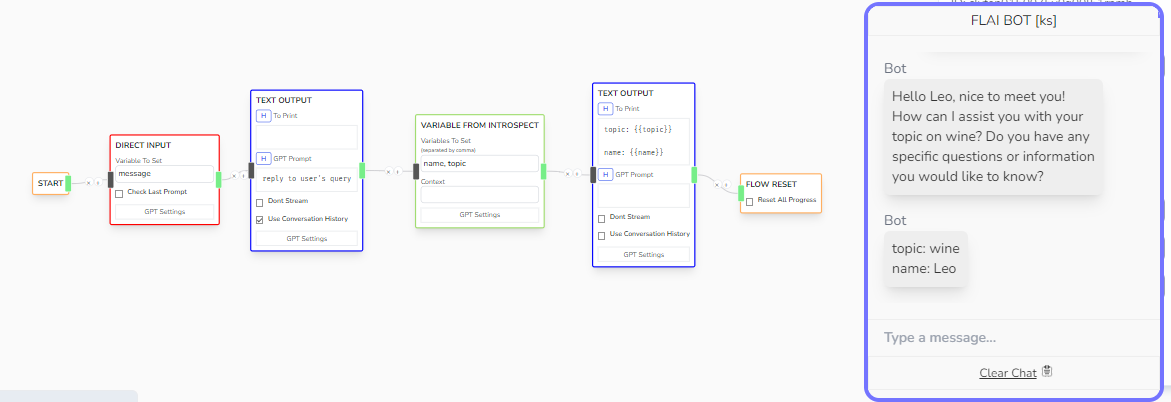 START
DIRECT INPUT
Variable To Set
message
Check Last Prompt
GPT Settings
TEXT OUTPUT
H To Print
H GPT Prompt
reply to user's query
Dont Stream
Use Conversation History
GPT Settings
VARIABLE FROM INTROSPECT
Variables To Set
(separated by comma)
name, topic
Context
GPT Settings
TEXT OUTPUT
H To Print
topic: {{topic}}
name: {{name}}
H GPT Prompt
Dont Stream
Use Conversation History
GPT Settings
FLOW RESET
Reset All Progress
FLAI BOT [ks]
Bot
Hello Leo, nice to meet you!
How can I assist you with your
topic on wine? Do you have any
specific questions or information
you would like to know?
Bot
topic: wine
name: Leo
Type a message...
Clear Chat